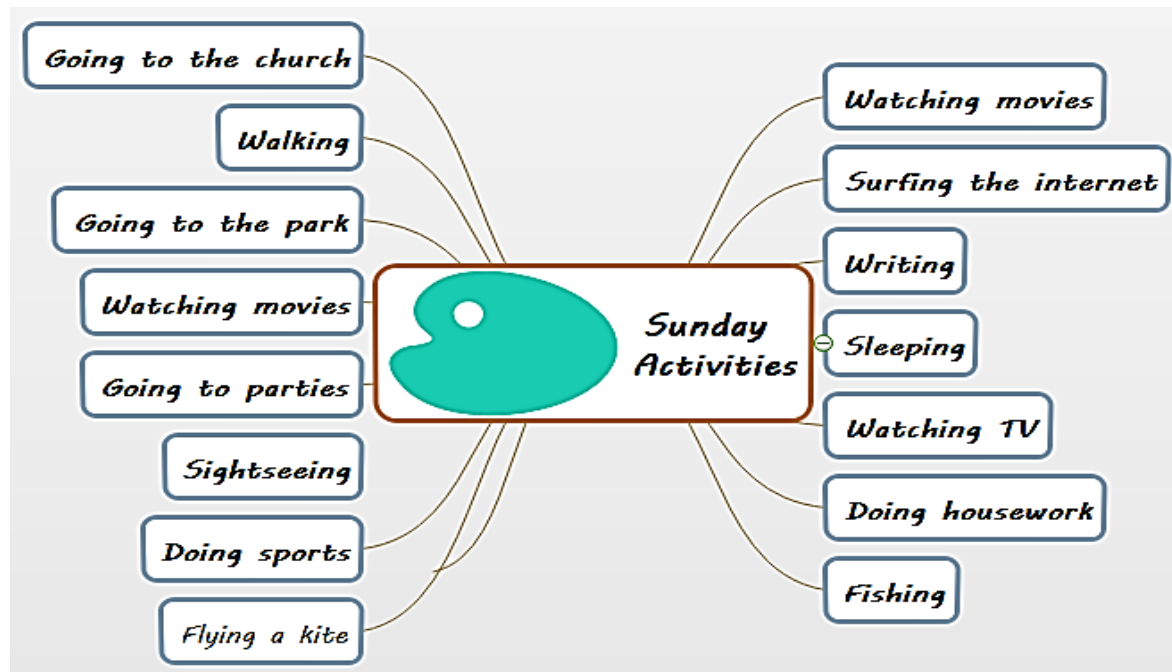 Going to the church
Walking
Going to the park
Watching movies
Going to parties
Sightseeing
Doing sports
Flying a kite
Sunday
Activities
Watching movies
Surfing the internet
Writing
Sleeping
Watching TV
Doing housework
Fishing